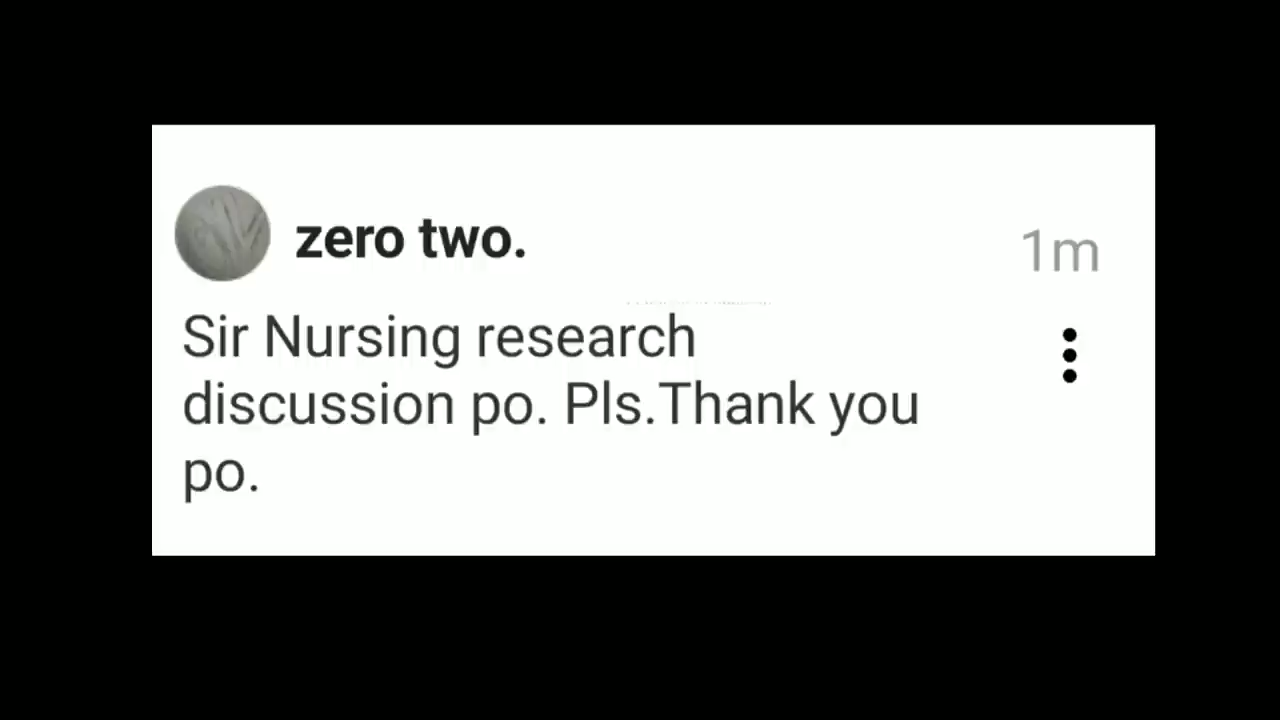 zero two.
1m
Sir Nursing research
discussion po. Pls.Thank you
po.